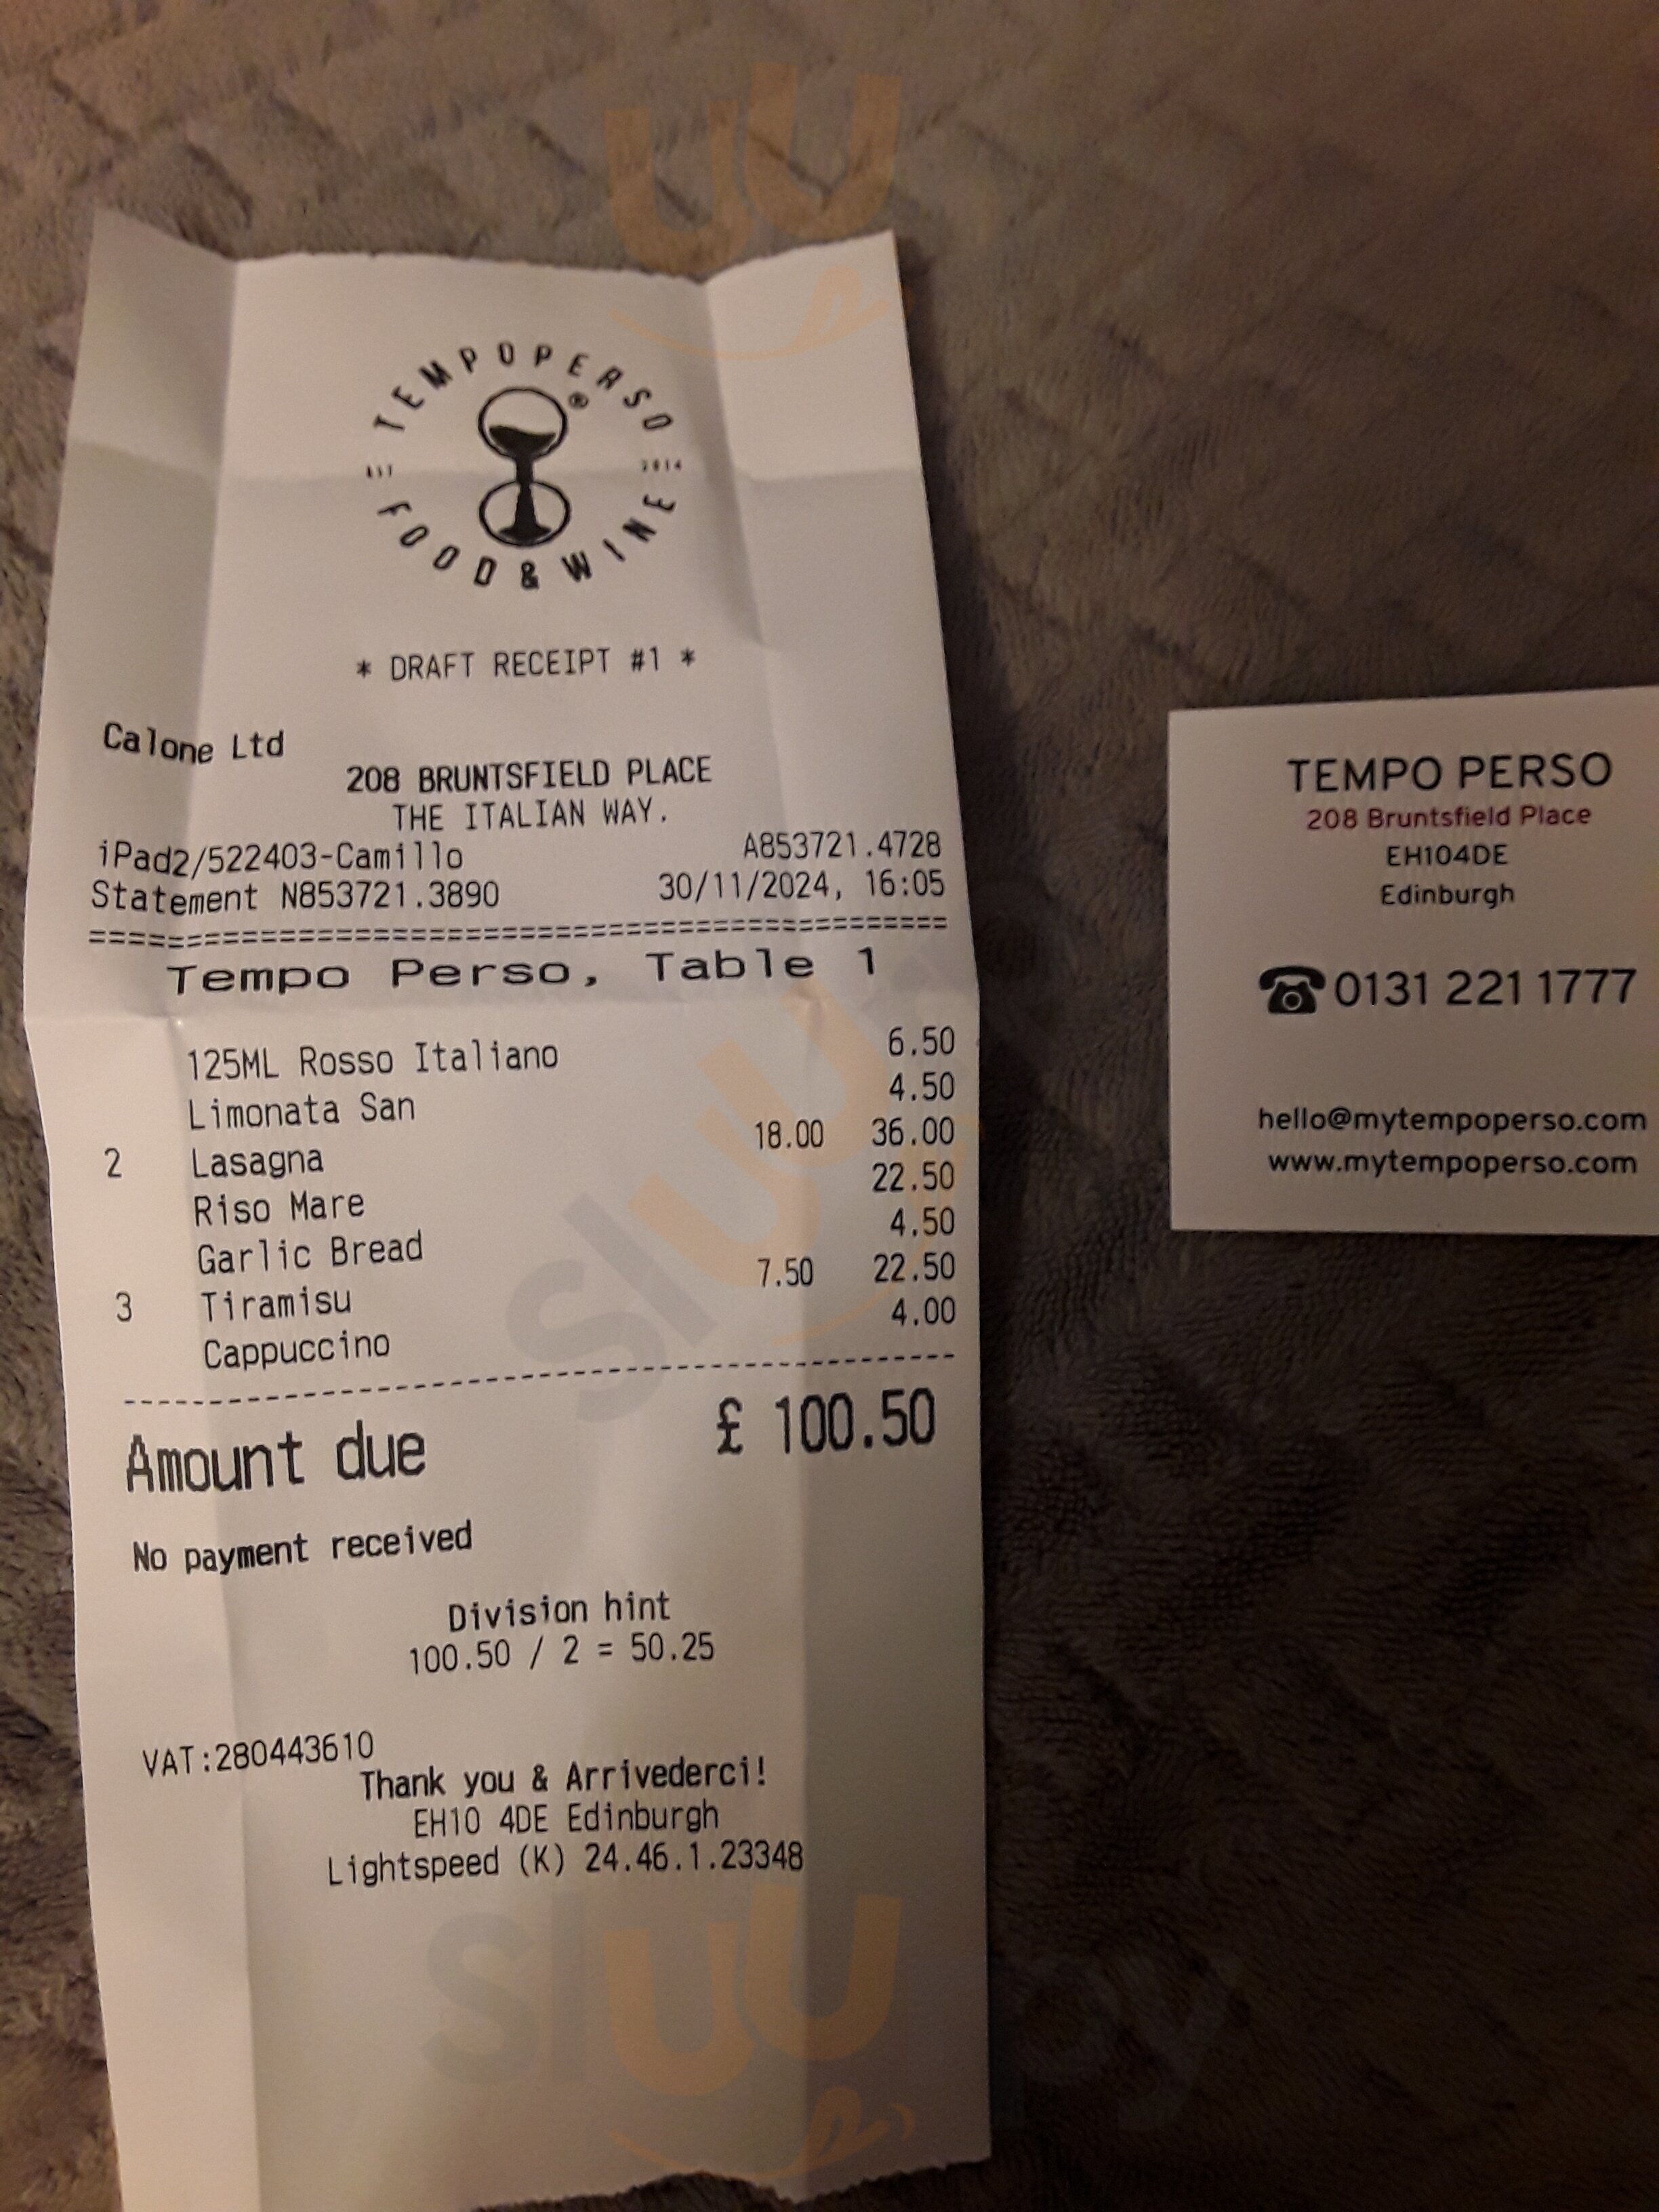 TEMPOPERSO
®
EST 2014
FOOD & WINE
* DRAFT RECEIPT #1 *
Calone Ltd
208 BRUNTSFIELD PLACE
THE ITALIAN WAY.
iPad2/522403-Camillo A853721.4728
Statement N853721.3890 30/11/2024, 16:05
================================================
Tempo Perso, Table 1
125ML Rosso Italiano 6.50
Limonata San 4.50
2 Lasagna 18.00 36.00
Riso Mare 22.50
Garlic Bread 4.50
3 Tiramisu 7.50 22.50
Cappuccino 4.00
------------------------------------------------
Amount due £ 100.50
No payment received
Division hint
100.50 / 2 = 50.25
VAT:280443610
Thank you & Arrivederci!
EH10 4DE Edinburgh
Lightspeed (K) 24.46.1.23348
TEMPO PERSO
208 Bruntsfield Place
EH104DE
Edinburgh
☎0131 221 1777
hello@mytempoperso.com
www.mytempoperso.com